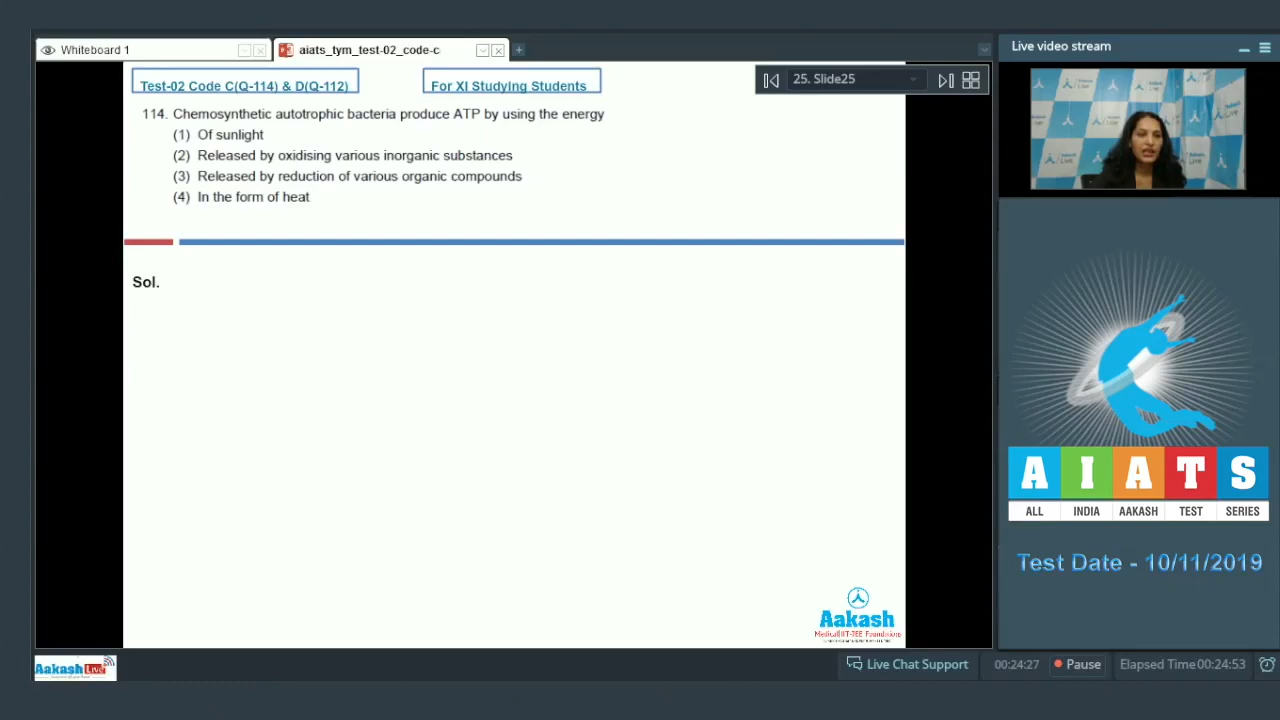 Whiteboard 1
aiats_tym_test-02_code-c
Live video stream
Test-02 Code C(Q-114) & D(Q-112)
For XI Studying Students
25. Slide25
114. Chemosynthetic autotrophic bacteria produce ATP by using the energy
(1) Of sunlight
(2) Released by oxidising various inorganic substances
(3) Released by reduction of various organic compounds
(4) In the form of heat
Sol.
A I A T S
ALL INDIA AAKASH TEST SERIES
Test Date - 10/11/2019
Aakash
Medical|IIT-JEE|Foundations
Aakash Live
Live Chat Support
00:24:27
Pause
Elapsed Time 00:24:53